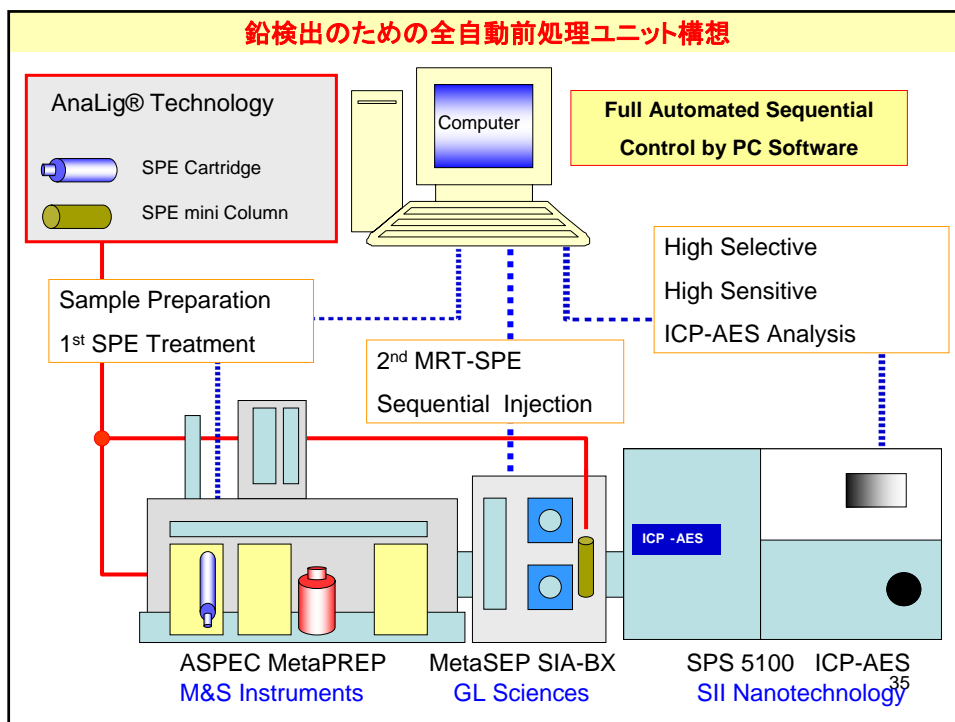 鉛検出のための全自動前処理ユニット構想
AnaLig® Technology
SPE Cartridge
SPE mini Column
Computer
Full Automated Sequential
Control by PC Software
Sample Preparation
1st SPE Treatment
2nd MRT-SPE
Sequential Injection
High Selective
High Sensitive
ICP-AES Analysis
ICP -AES
ASPEC MetaPREP
M&S Instruments
MetaSEP SIA-BX
GL Sciences
SPS 5100 ICP-AES
SII Nanotechnology
35